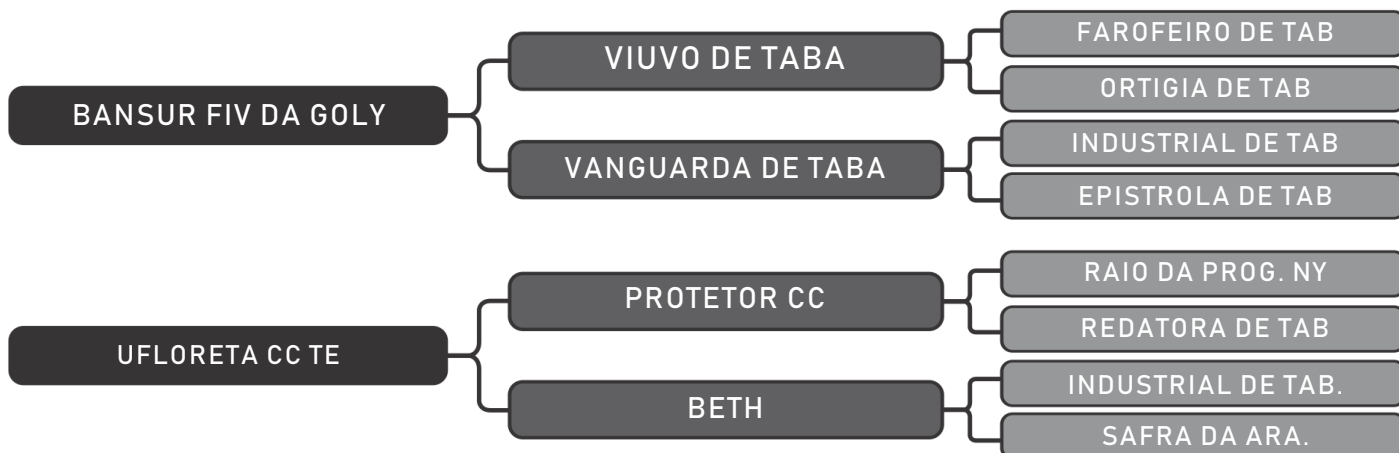 BANSUR FIV DA GOLY
VIUVO DE TABA
FAROFEIRO DE TAB
ORTIGIA DE TAB
VANGUARDA DE TABA
INDUSTRIAL DE TAB
EPISTROLA DE TAB
UFLORETA CC TE
PROTETOR CC
RAIO DA PROG. NY
REDATORA DE TAB
BETH
INDUSTRIAL DE TAB.
SAFRA DA ARA.